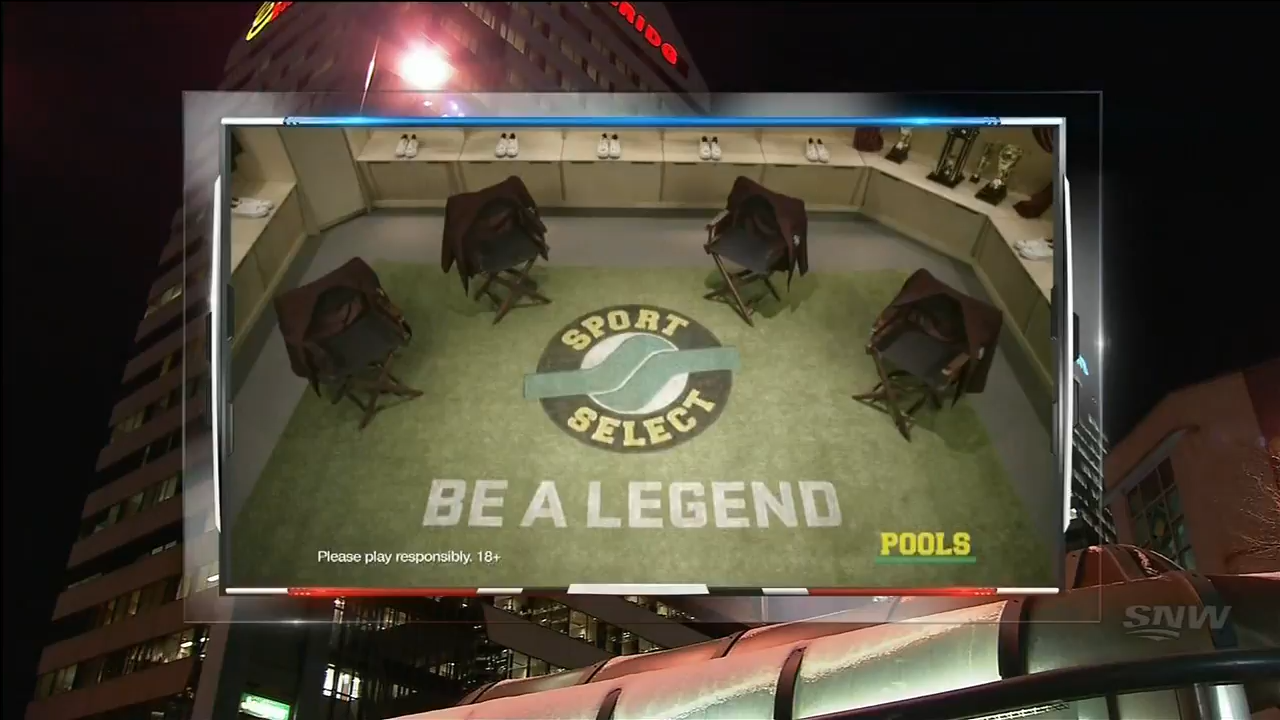 SPORT
SELECT
BE A LEGEND
POOLS
Please play responsibly. 18+
SNW